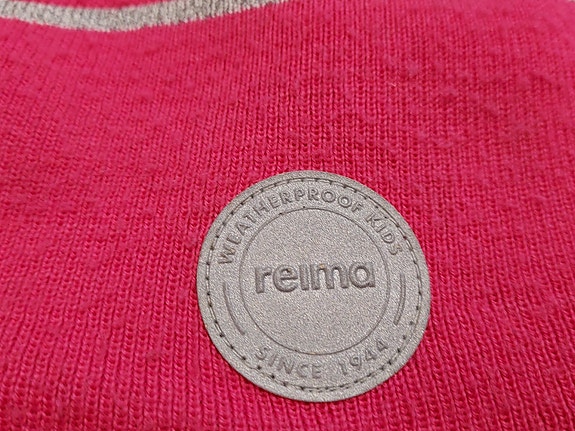 WEATHERPROOF KIDS
reima
SINCE 1944